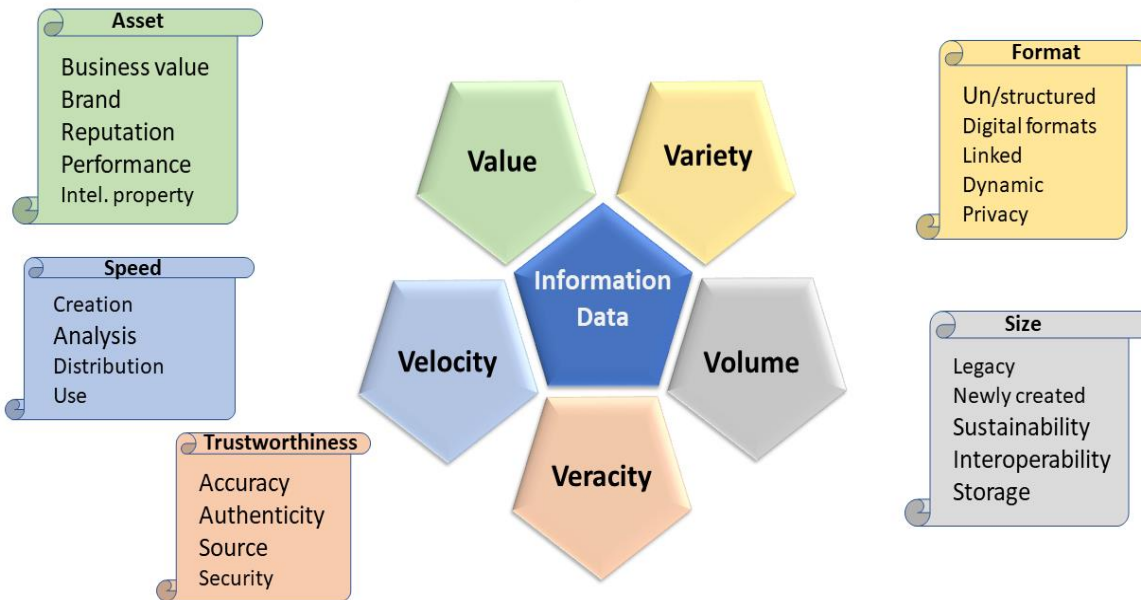 Asset
Business value
Brand
Reputation
Performance
Intel. property
Value
Variety
Format
Un/structured
Digital formats
Linked
Dynamic
Privacy
Information
Data
Speed
Creation
Analysis
Distribution
Use
Velocity
Volume
Size
Legacy
Newly created
Sustainability
Interoperability
Storage
Trustworthiness
Accuracy
Authenticity
Source
Security
Veracity